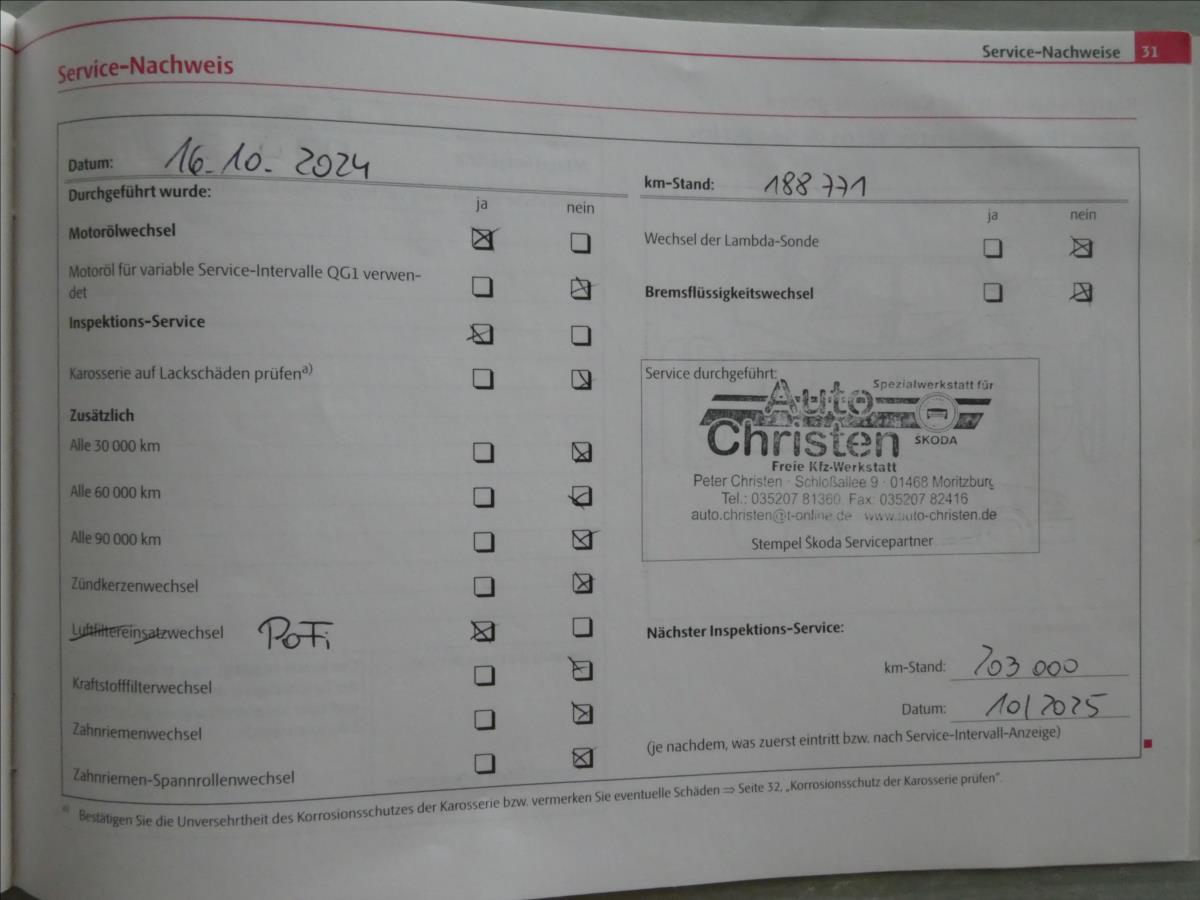 Service-Nachweise 31
Service-Nachweis
Datum: 16.10.2024
Durchgeführt wurde:
ja nein
Motorölwechsel
Motoröl für variable Service-Intervalle QG1 verwen-
det
Inspektions-Service
Karosserie auf Lackschäden prüfen a)
Zusätzlich
Alle 30 000 km
Alle 60 000 km
Alle 90 000 km
Zündkerzenwechsel
Luftfiltereinsatzwechsel PoFi
Kraftstofffilterwechsel
Zahnriemenwechsel
Zahnriemen-Spannrollenwechsel
km-Stand: 188 771
ja nein
Wechsel der Lambda-Sonde
Bremsflüssigkeitswechsel
Service durchgeführt:
Spezialwerkstatt für
Auto
Christen
ŠKODA
Freie Kfz-Werkstatt
Peter Christen · Schloßallee 9 · 01468 Moritzburg
Tel.: 035207 81360 Fax: 035207 82416
auto.christen@t-online.de www.auto-christen.de
Stempel Škoda Servicepartner
Nächster Inspektions-Service:
km-Stand: 203 000
Datum: 10/2025
(je nachdem, was zuerst eintritt bzw. nach Service-Intervall-Anzeige)
a) Bestätigen Sie die Unversehrtheit des Korrosionsschutzes der Karosserie bzw. vermerken Sie eventuelle Schäden ⇒ Seite 32, „Korrosionsschutz der Karosserie prüfen“.